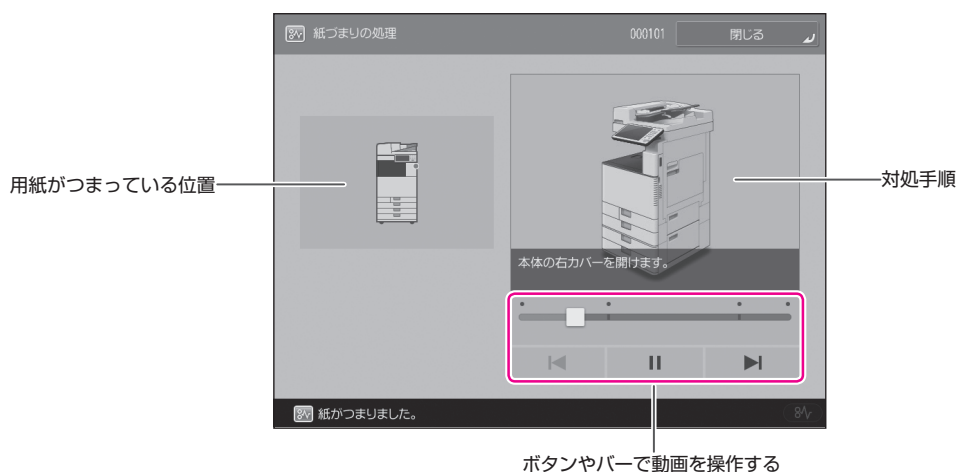 紙づまりの処理
000101
閉じる
用紙がつまっている位置
対処手順
本体の右カバーを開けます。
紙がつまりました。
ボタンやバーで動画を操作する